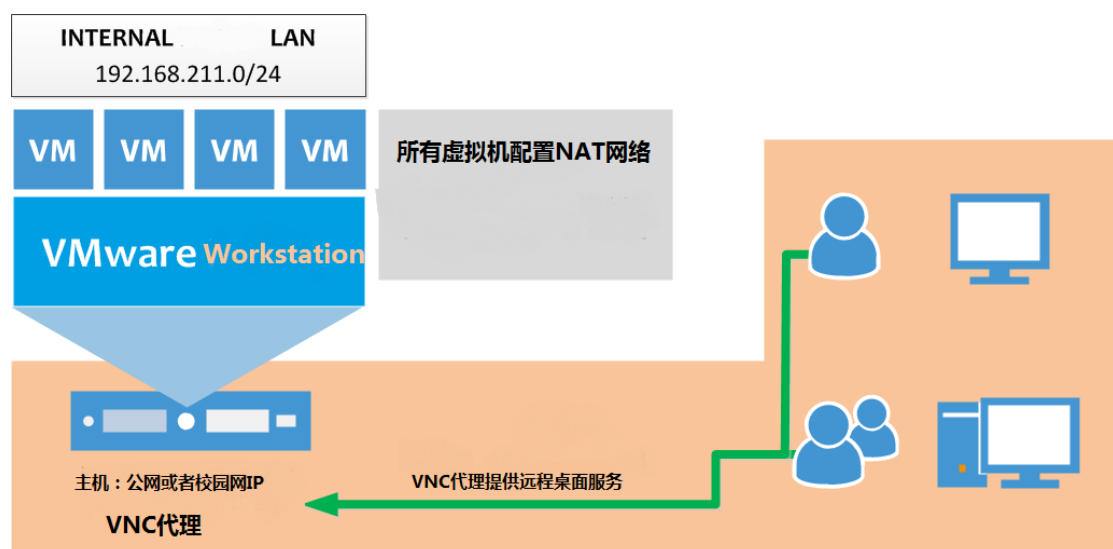 INTERNAL LAN
192.168.211.0/24
VM VM VM VM
所有虚拟机配置NAT网络
VMware Workstation
主机：公网或者校园网IP
VNC代理提供远程桌面服务
VNC代理